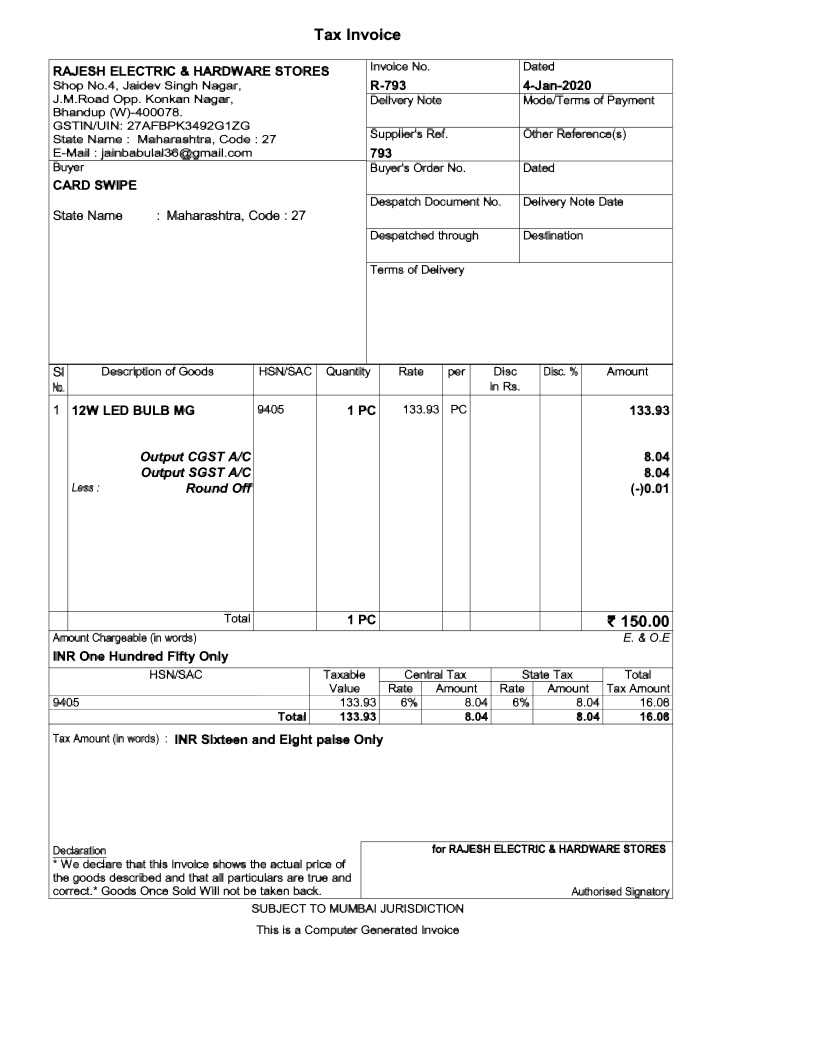 Tax Invoice
RAJESH ELECTRIC & HARDWARE STORES
Shop No.4, Jaidev Singh Nagar,
J.M.Road Opp. Konkan Nagar,
Bhandup (W)-400078.
GSTIN/UIN: 27AFBPK3492G1ZG
State Name : Maharashtra, Code : 27
E-Mail : jainbabulal36@gmail.com
Invoice No.
R-793
Dated
4-Jan-2020
Delivery Note
Mode/Terms of Payment
Supplier's Ref.
793
Other Reference(s)
Buyer
CARD SWIPE
State Name : Maharashtra, Code : 27
Buyer's Order No.
Dated
Despatch Document No.
Delivery Note Date
Despatched through
Destination
Terms of Delivery
Sl No. Description of Goods HSN/SAC Quantity Rate per Disc in Rs. Disc. % Amount
1 12W LED BULB MG 9405 1 PC 133.93 PC 133.93
Output CGST A/C 8.04
Output SGST A/C 8.04
Less : Round Off (-)0.01
Total 1 PC ₹ 150.00
Amount Chargeable (in words) E. & O.E
INR One Hundred Fifty Only
HSN/SAC Taxable Value Central Tax State Tax Total Tax Amount
Rate Amount Rate Amount
9405 133.93 6% 8.04 6% 8.04 16.08
Total 133.93 8.04 8.04 16.08
Tax Amount (in words) : INR Sixteen and Eight paise Only
Declaration
* We declare that this invoice shows the actual price of
the goods described and that all particulars are true and
correct.* Goods Once Sold Will not be taken back.
for RAJESH ELECTRIC & HARDWARE STORES
Authorised Signatory
SUBJECT TO MUMBAI JURISDICTION
This is a Computer Generated Invoice